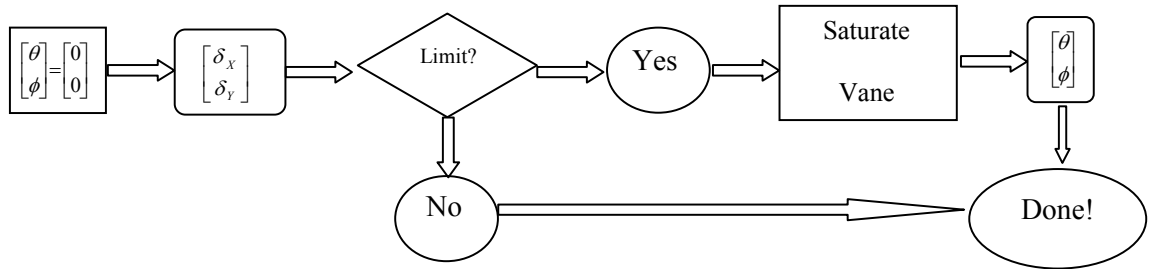 [θ ϕ] = [0 0]
[δX δY]
Limit?
Yes
Saturate
Vane
[θ ϕ]
No
Done!